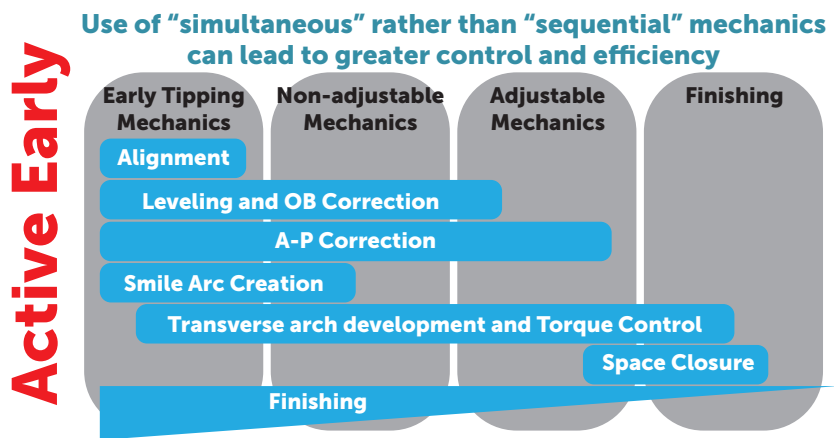 Use of “simultaneous” rather than “sequential” mechanics
can lead to greater control and efficiency
Active Early
Early Tipping
Mechanics
Non-adjustable
Mechanics
Adjustable
Mechanics
Finishing
Alignment
Leveling and OB Correction
A-P Correction
Smile Arc Creation
Transverse arch development and Torque Control
Space Closure
Finishing